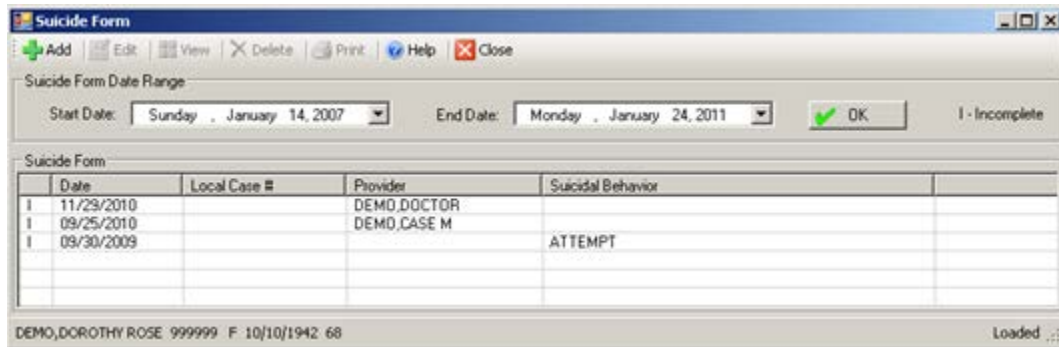 Suicide Form
Add Edit View Delete Print Help Close
Suicide Form Date Range
Start Date: Sunday , January 14, 2007 End Date: Monday , January 24, 2011 OK I - Incomplete
Suicide Form
Date Local Case # Provider Suicidal Behavior
I 11/29/2010 DEMO,DOCTOR
I 09/25/2010 DEMO,CASE M
I 09/30/2009 ATTEMPT
DEMO,DOROTHY ROSE 999999 F 10/10/1942 68 Loaded